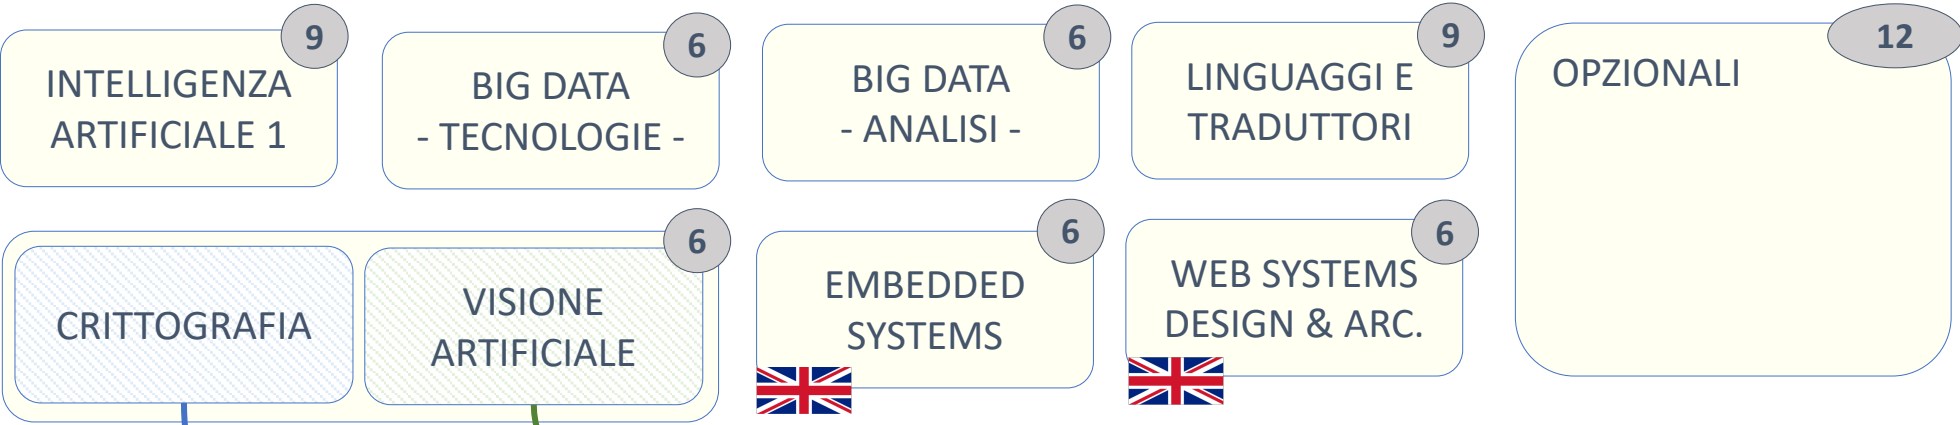 9
INTELLIGENZA
ARTIFICIALE 1
6
BIG DATA
- TECNOLOGIE -
6
BIG DATA
- ANALISI -
9
LINGUAGGI E
TRADUTTORI
12
OPZIONALI
6
CRITTOGRAFIA
VISIONE
ARTIFICIALE
6
EMBEDDED
SYSTEMS
6
WEB SYSTEMS
DESIGN & ARC.